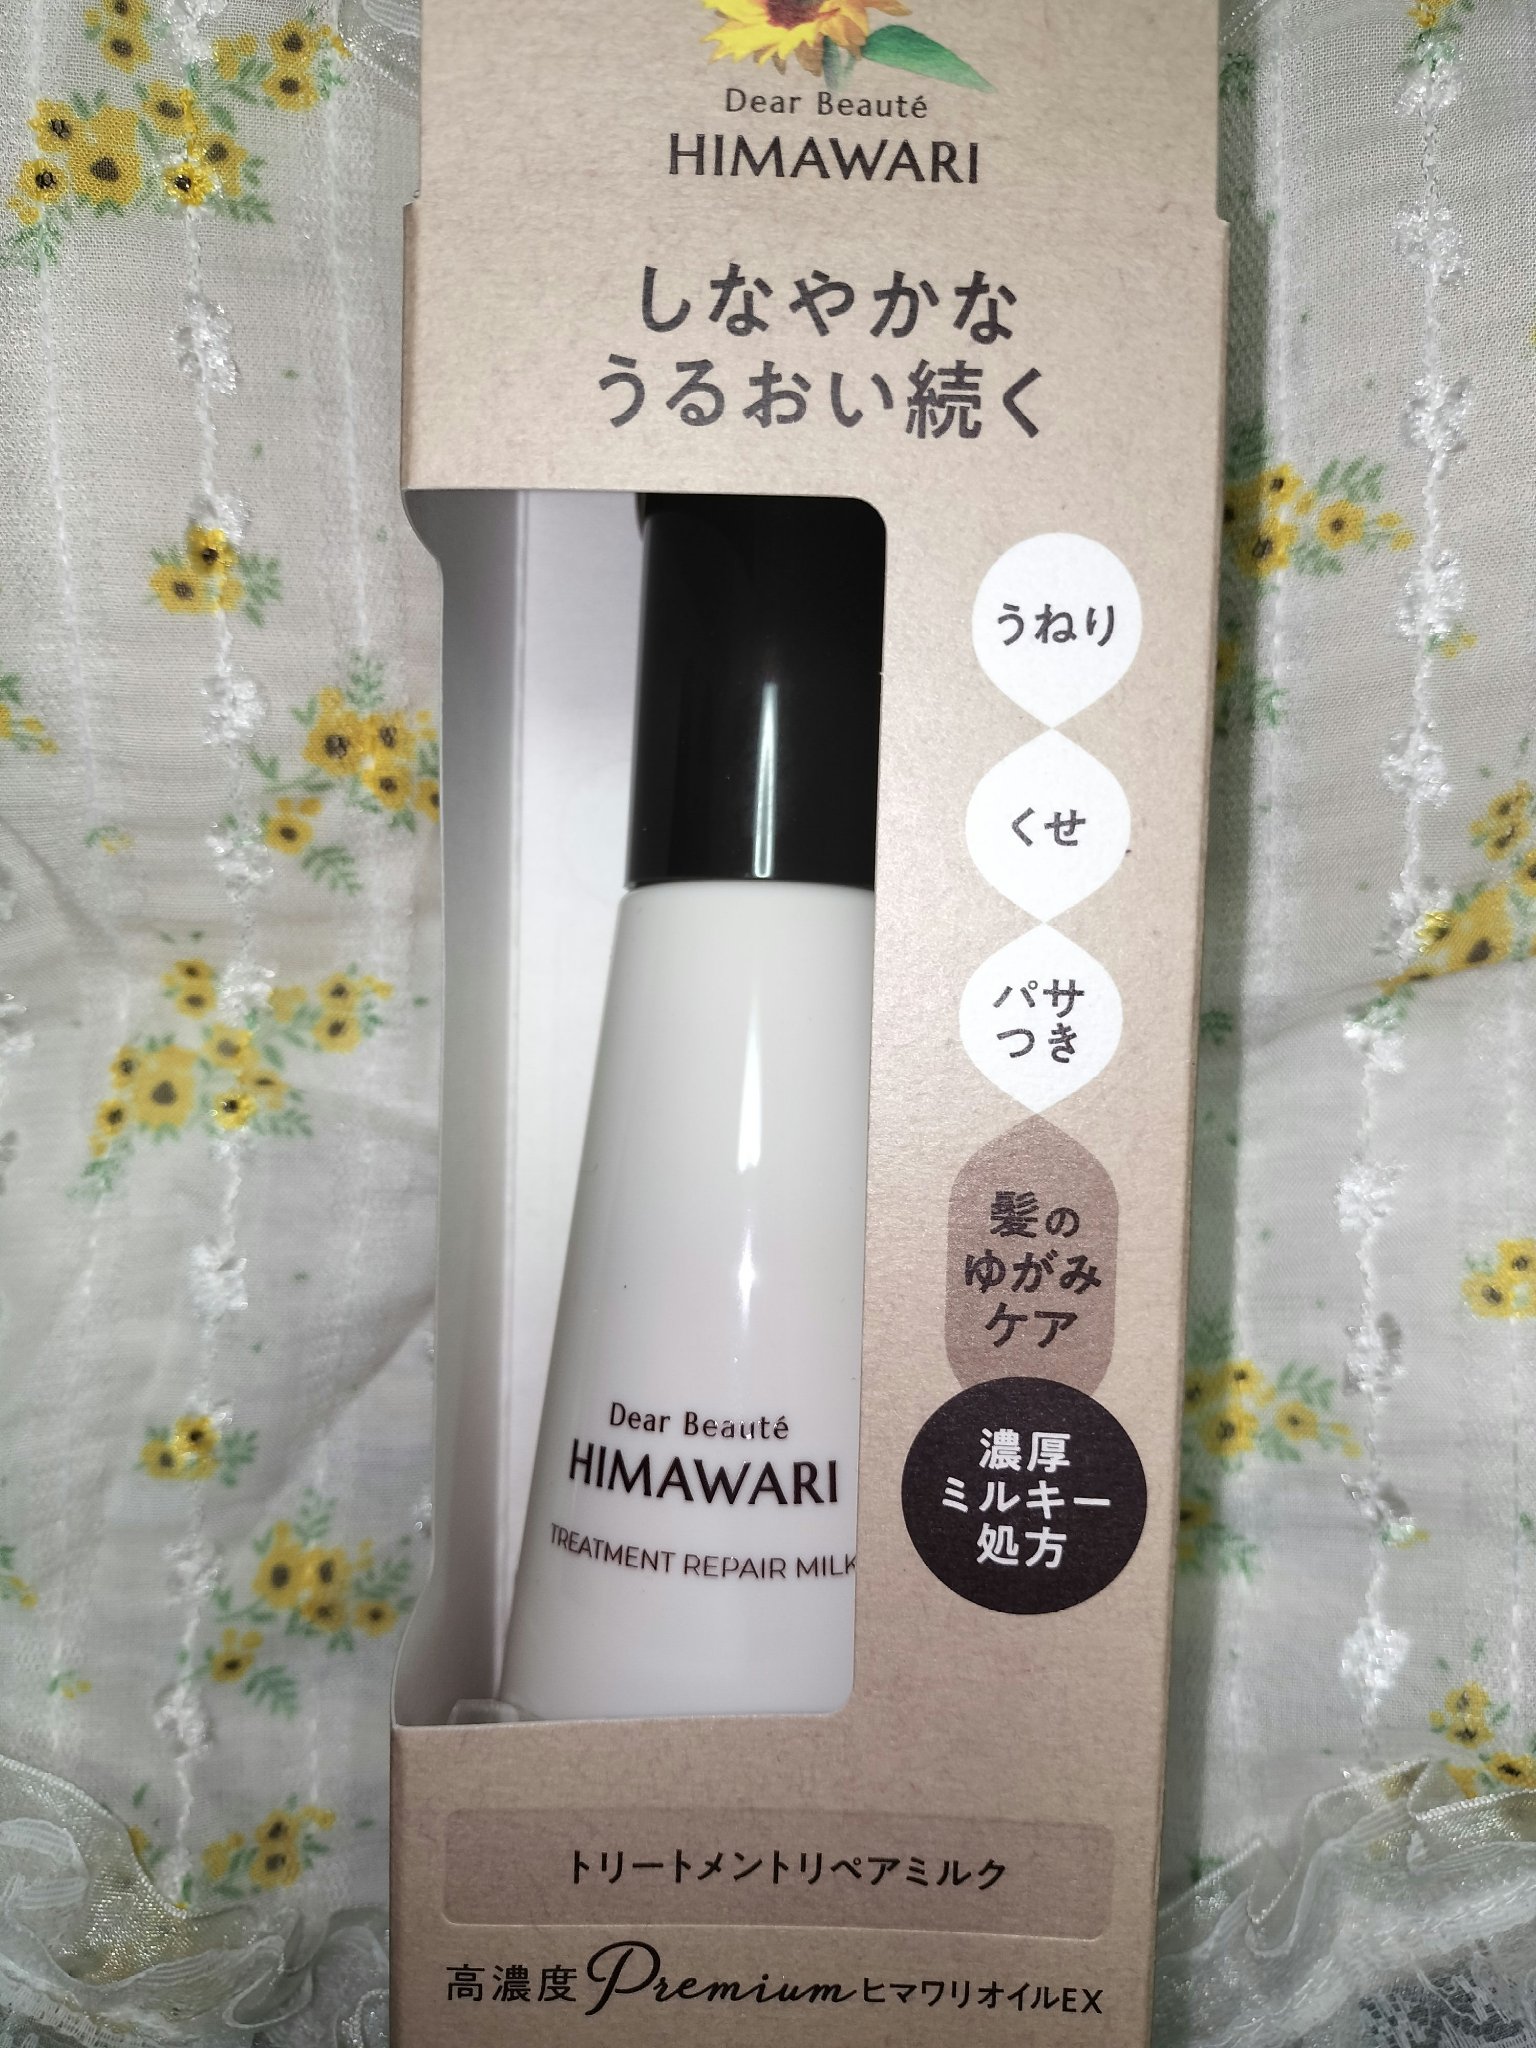 Dear Beauté
HIMAWARI
しなやかな
うるおい続く
うねり
くせ
パサ
つき
髪の
ゆがみ
ケア
濃厚
ミルキー
処方
Dear Beauté
HIMAWARI
TREATMENT REPAIR MILK
トリートメントリペアミルク
高濃度PremiumヒマワリオイルEX